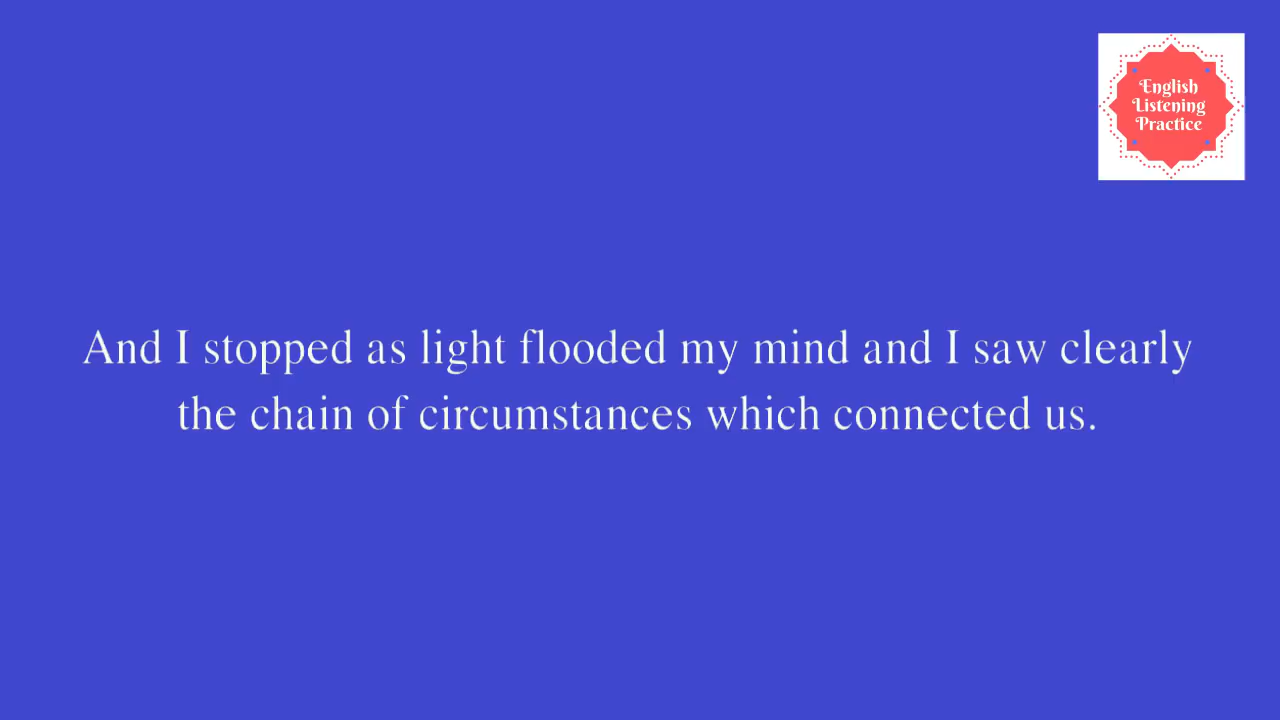 English
Listening
Practice
And I stopped as light flooded my mind and I saw clearly
the chain of circumstances which connected us.